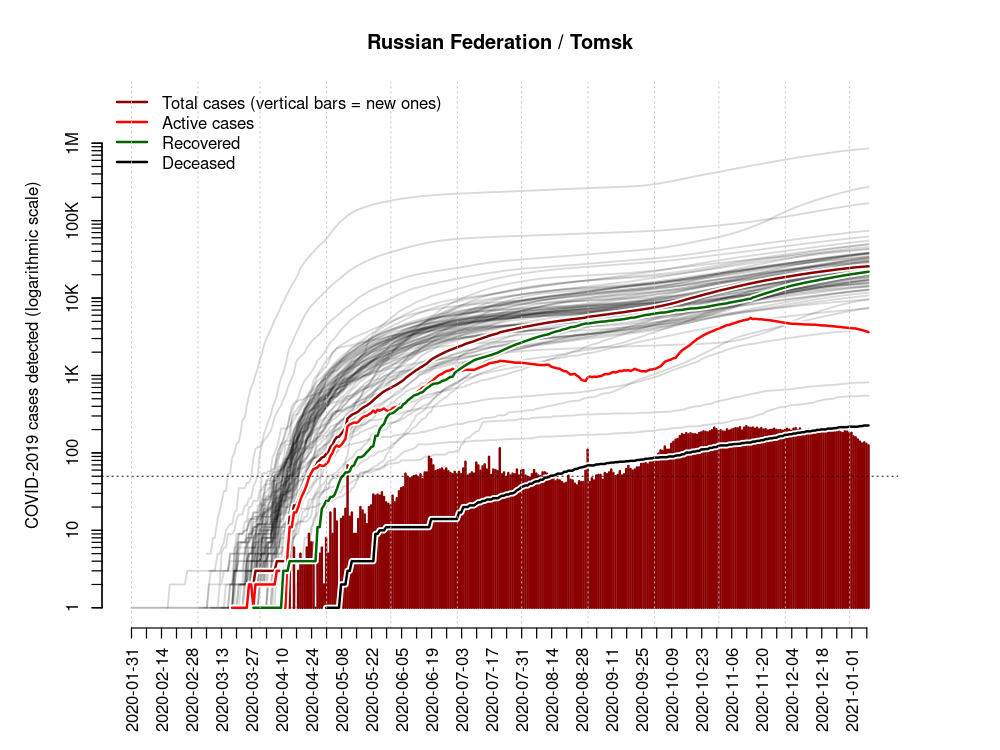 Russian Federation / Tomsk
Total cases (vertical bars = new ones)
Active cases
Recovered
Deceased
COVID-2019 cases detected (logarithmic scale)
1M
100K
10K
1K
100
10
1
2020-01-31
2020-02-14
2020-02-28
2020-03-13
2020-03-27
2020-04-10
2020-04-24
2020-05-08
2020-05-22
2020-06-05
2020-06-19
2020-07-03
2020-07-17
2020-07-31
2020-08-14
2020-08-28
2020-09-11
2020-09-25
2020-10-09
2020-10-23
2020-11-06
2020-11-20
2020-12-04
2020-12-18
2021-01-01